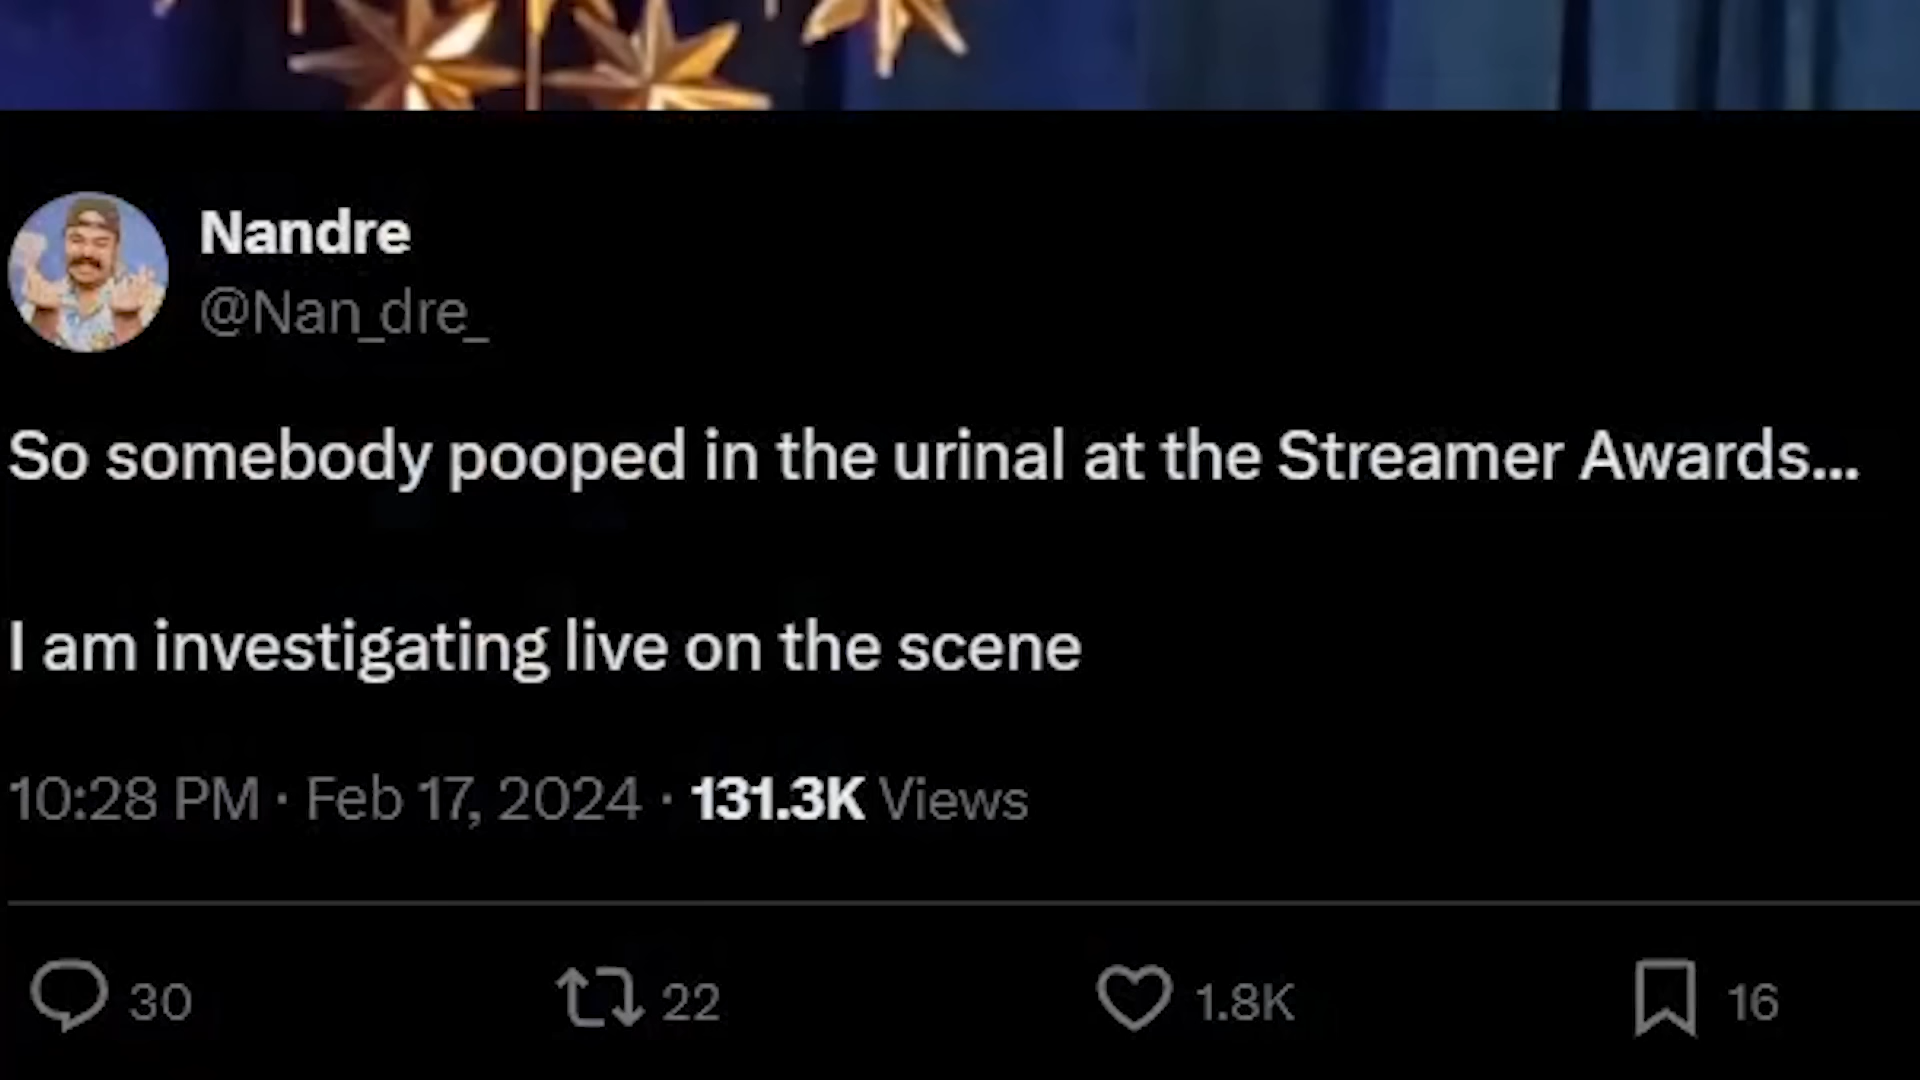 Nandre
@Nan_dre_
So somebody pooped in the urinal at the Streamer Awards...
I am investigating live on the scene
10:28 PM · Feb 17, 2024 · 131.3K Views
30 22 1.8K 16